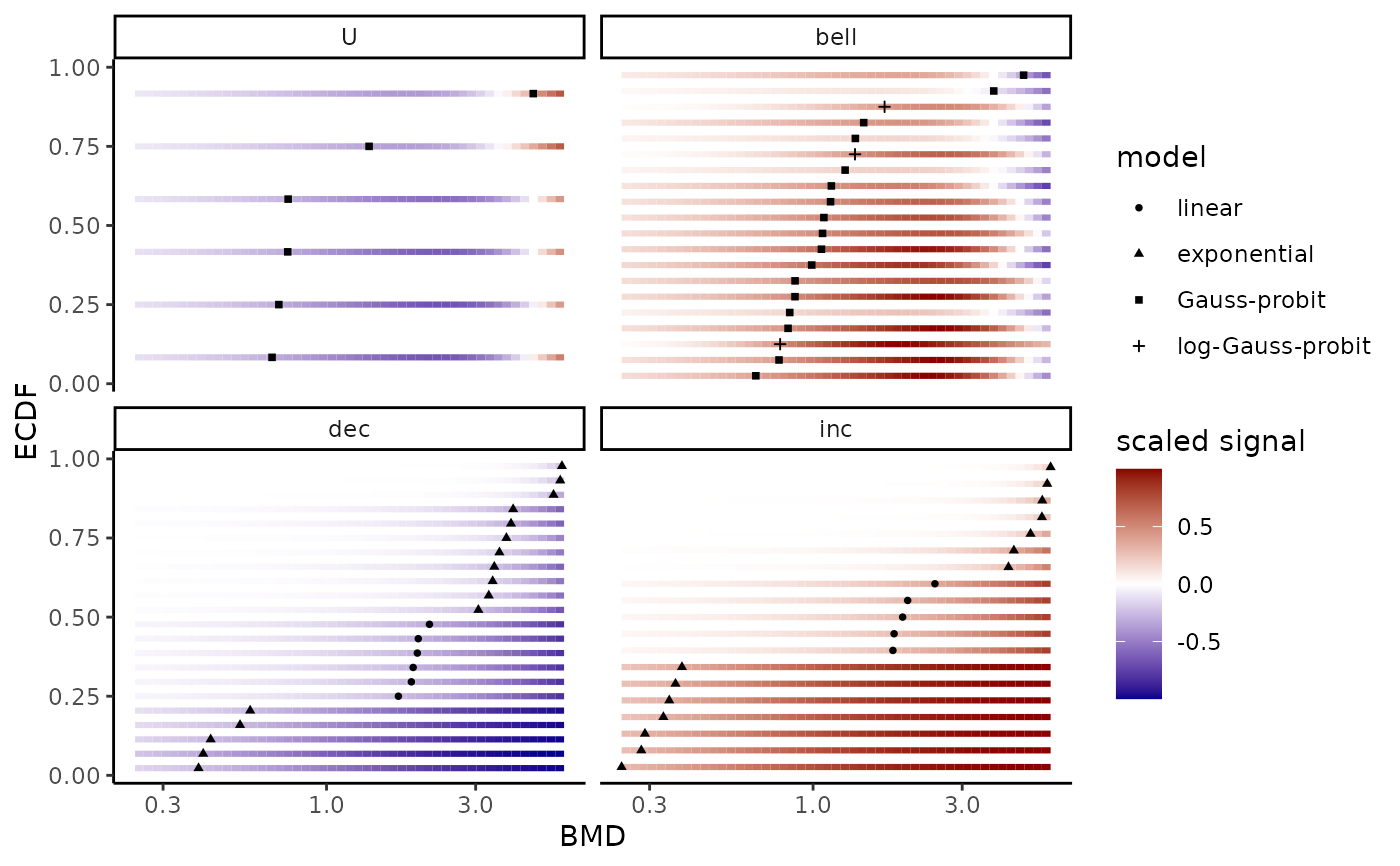 U
bell
1.00
0.75
0.50
0.25
0.00
ECDF
dec
inc
1.00
0.75
0.50
0.25
0.00
0.3
1.0
3.0
0.3
1.0
3.0
BMD
model
linear
exponential
Gauss-probit
log-Gauss-probit
scaled signal
0.5
0.0
-0.5